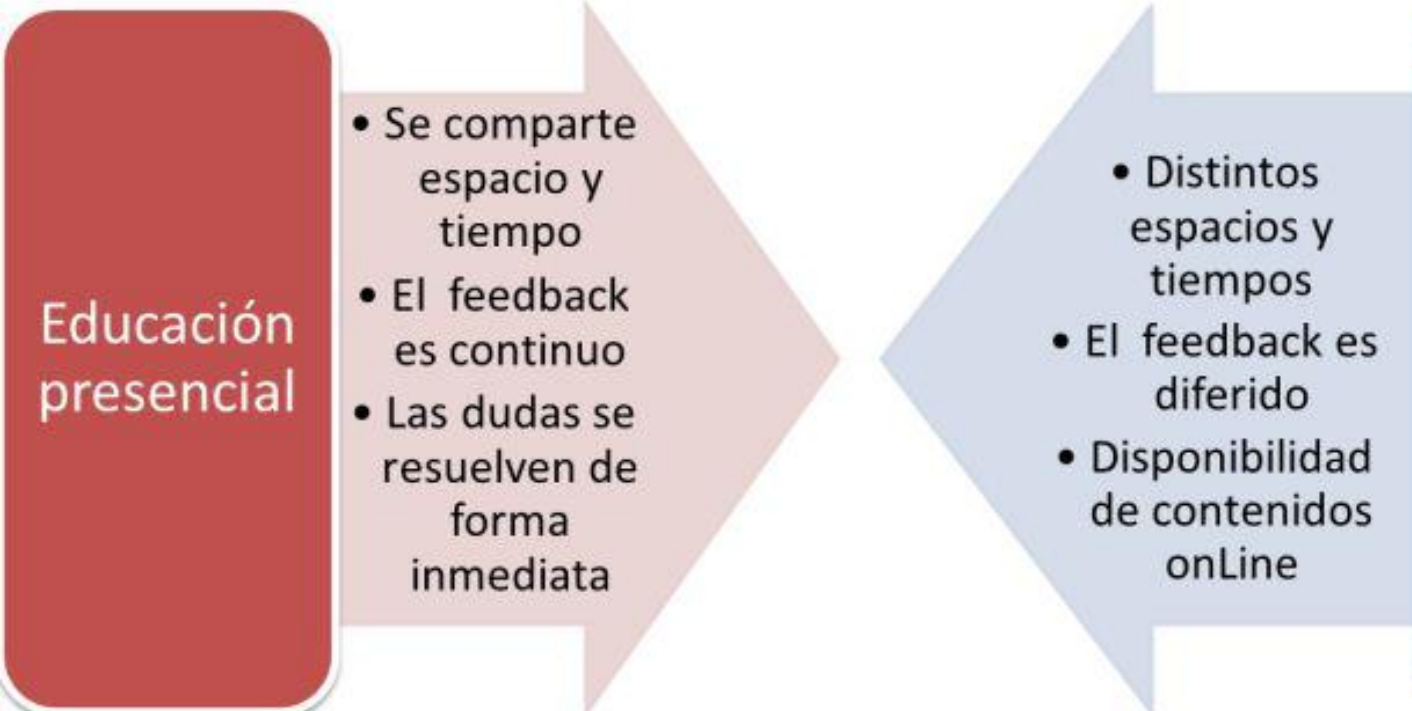 Educación
presencial
• Se comparte
espacio y
tiempo
• El feedback
es continuo
• Las dudas se
resuelven de
forma
inmediata
• Distintos
espacios y
tiempos
• El feedback es
diferido
• Disponibilidad
de contenidos
onLine